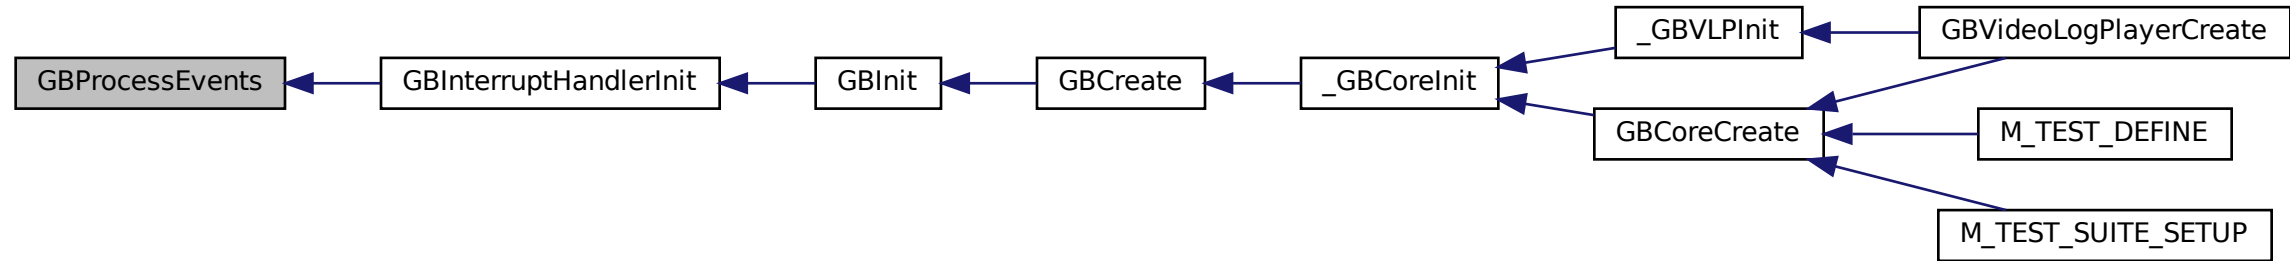 GBProcessEvents
GBInterruptHandlerInit
GBInit
GBCreate
_GBCoreInit
_GBVLPInit
GBVideoLogPlayerCreate
GBCoreCreate
M_TEST_DEFINE
M_TEST_SUITE_SETUP